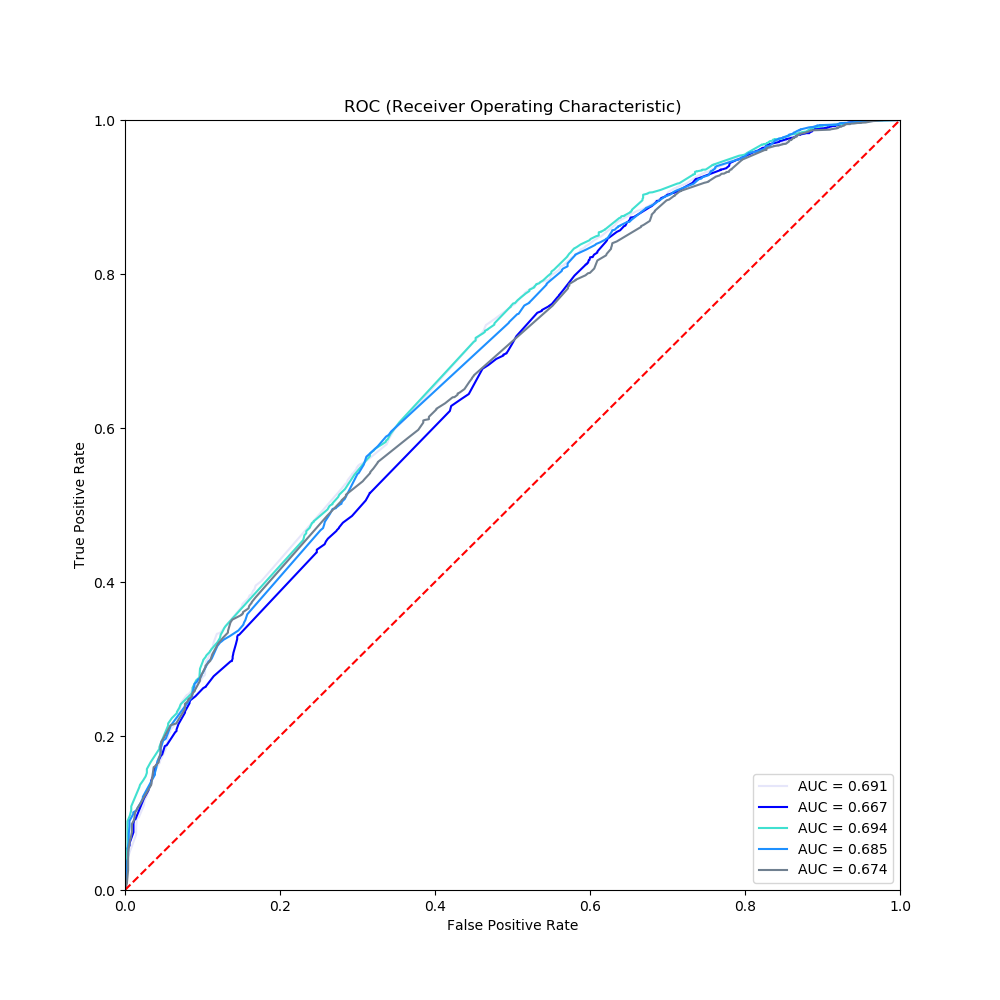 ROC (Receiver Operating Characteristic)
1.0
0.8
0.6
0.4
0.2
0.0
True Positive Rate
0.0 0.2 0.4 0.6 0.8 1.0
False Positive Rate
AUC = 0.691
AUC = 0.667
AUC = 0.694
AUC = 0.685
AUC = 0.674